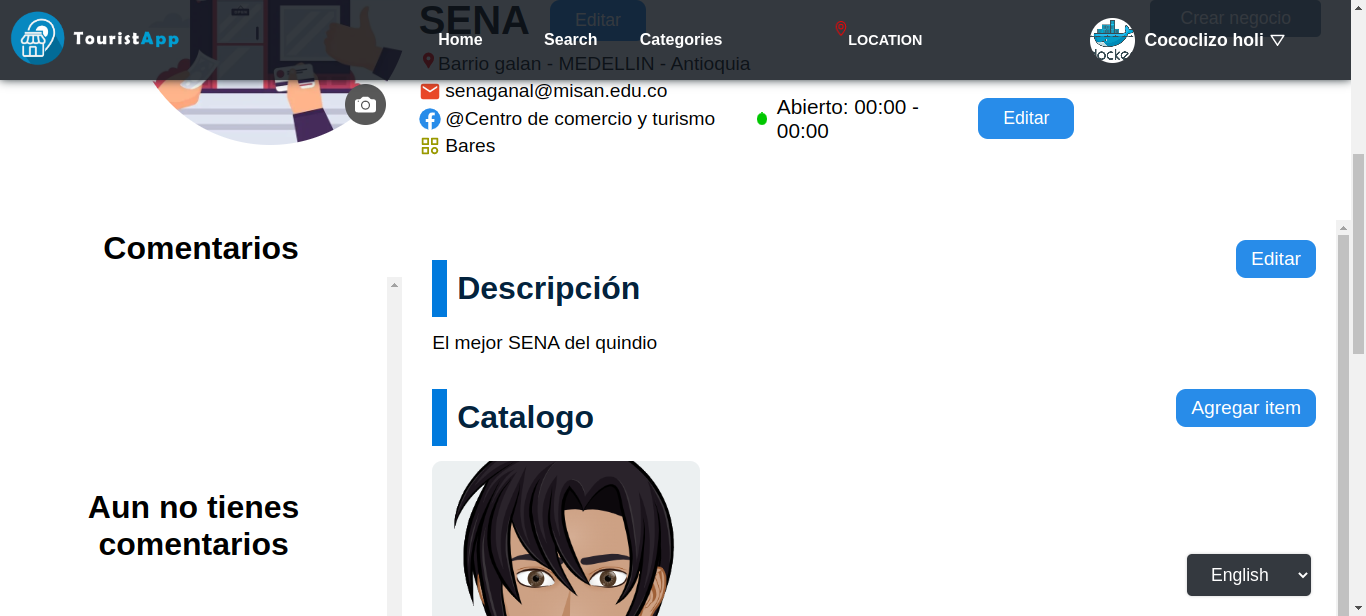 SENA
Editar
Crear negocio
TouristApp
Home
Search
Categories
LOCATION
docke
Cococlizo holi
Barrio galan - MEDELLIN - Antioquia
senaganal@misan.edu.co
@Centro de comercio y turismo
Bares
Abierto: 00:00 -
00:00
Editar
Comentarios
Aun no tienes
comentarios
Editar
Descripción
El mejor SENA del quindio
Catalogo
Agregar item
English